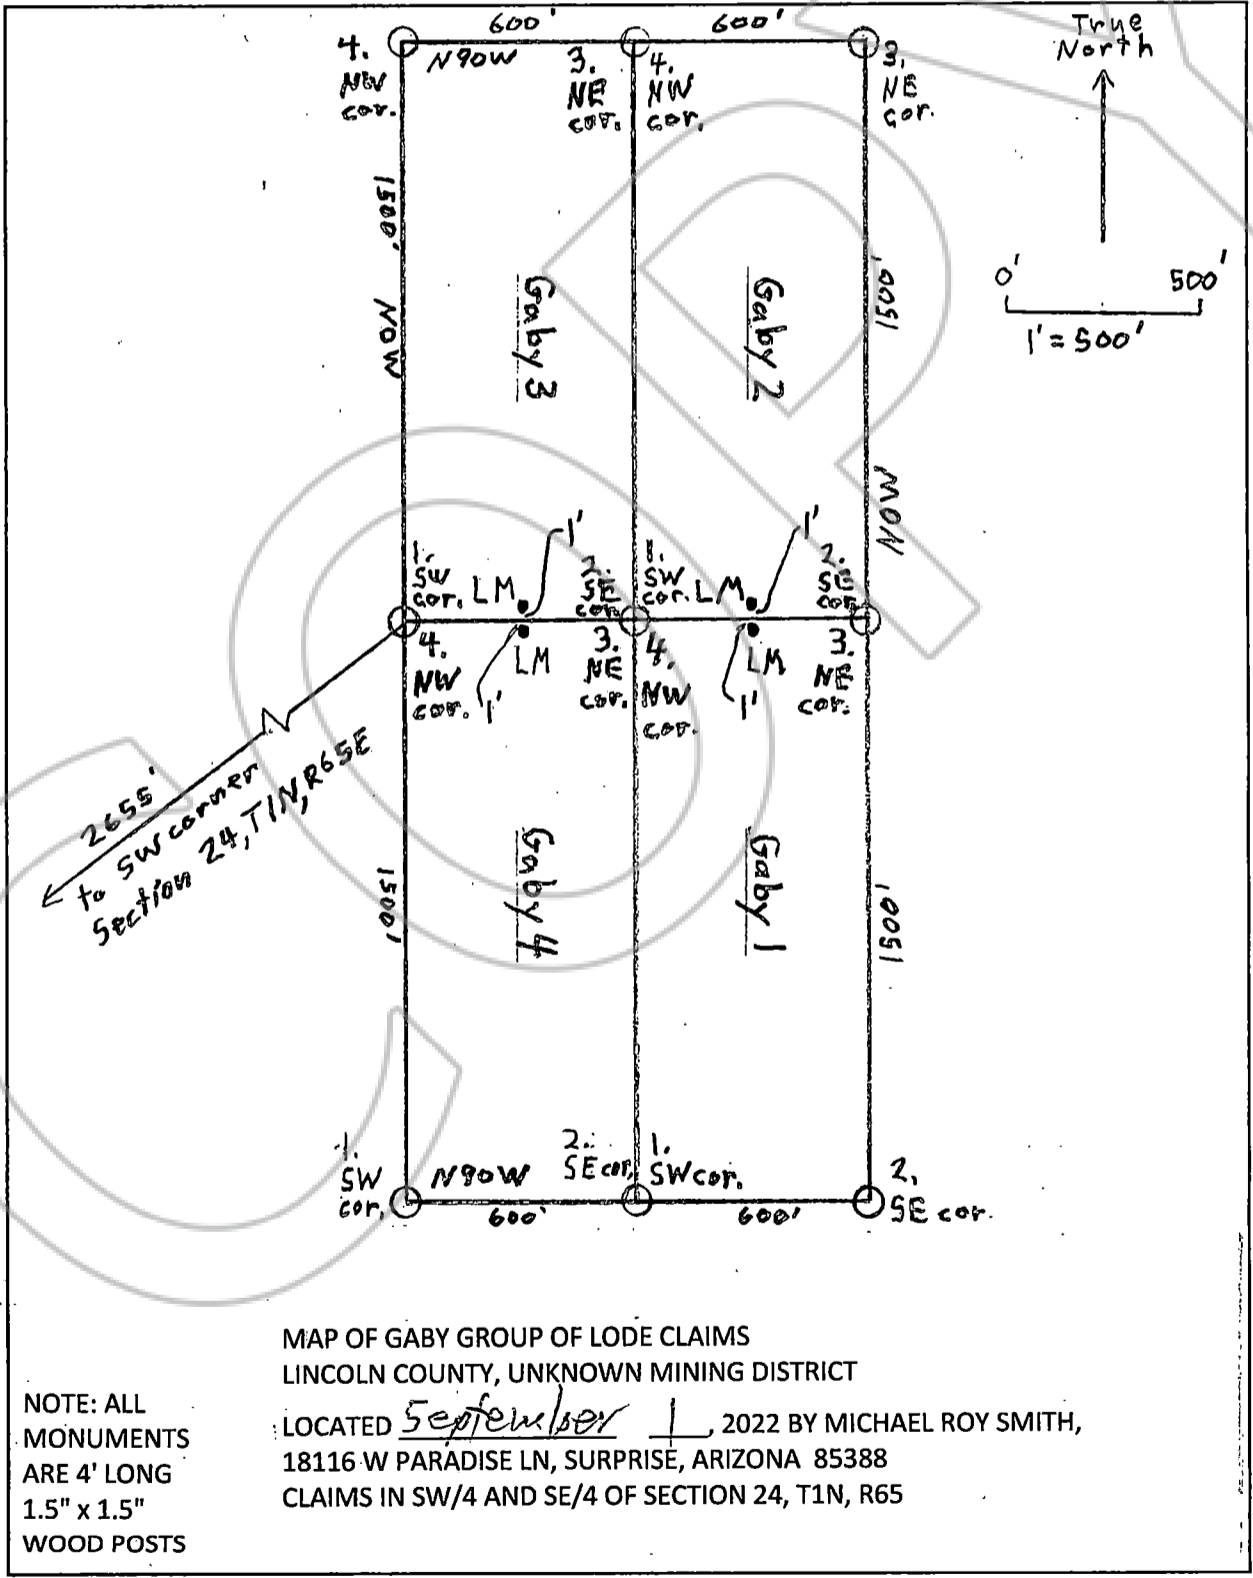 600'
600'
True
North
4.
NW
cor.
N90W
3.
NE
cor.
4.
NW
cor.
3.
NE
cor.
1500'
N0W
Gaby 3
Gaby 2
1500'
N0W
0'
500'
1' = 500'
1.
SW
cor.
LM
1'
2.
SE
cor.
1.
SW
cor.
LM
1'
2.
SE
cor.
4.
NW
cor.
1'
LM
3.
NE
cor.
4.
NW
cor.
1'
LM
3.
NE
cor.
2655'
to SW corner
Section 24, T1N, R65E
1500'
Gaby 4
Gaby 1
1500'
1.
SW
cor.
N90W
600'
2.
SE cor.
1.
SW cor.
600'
2.
SE cor.
COP
MAP OF GABY GROUP OF LODE CLAIMS
LINCOLN COUNTY, UNKNOWN MINING DISTRICT
LOCATED September 1, 2022 BY MICHAEL ROY SMITH,
18116 W PARADISE LN, SURPRISE, ARIZONA 85388
CLAIMS IN SW/4 AND SE/4 OF SECTION 24, T1N, R65
NOTE: ALL
MONUMENTS
ARE 4' LONG
1.5" x 1.5"
WOOD POSTS